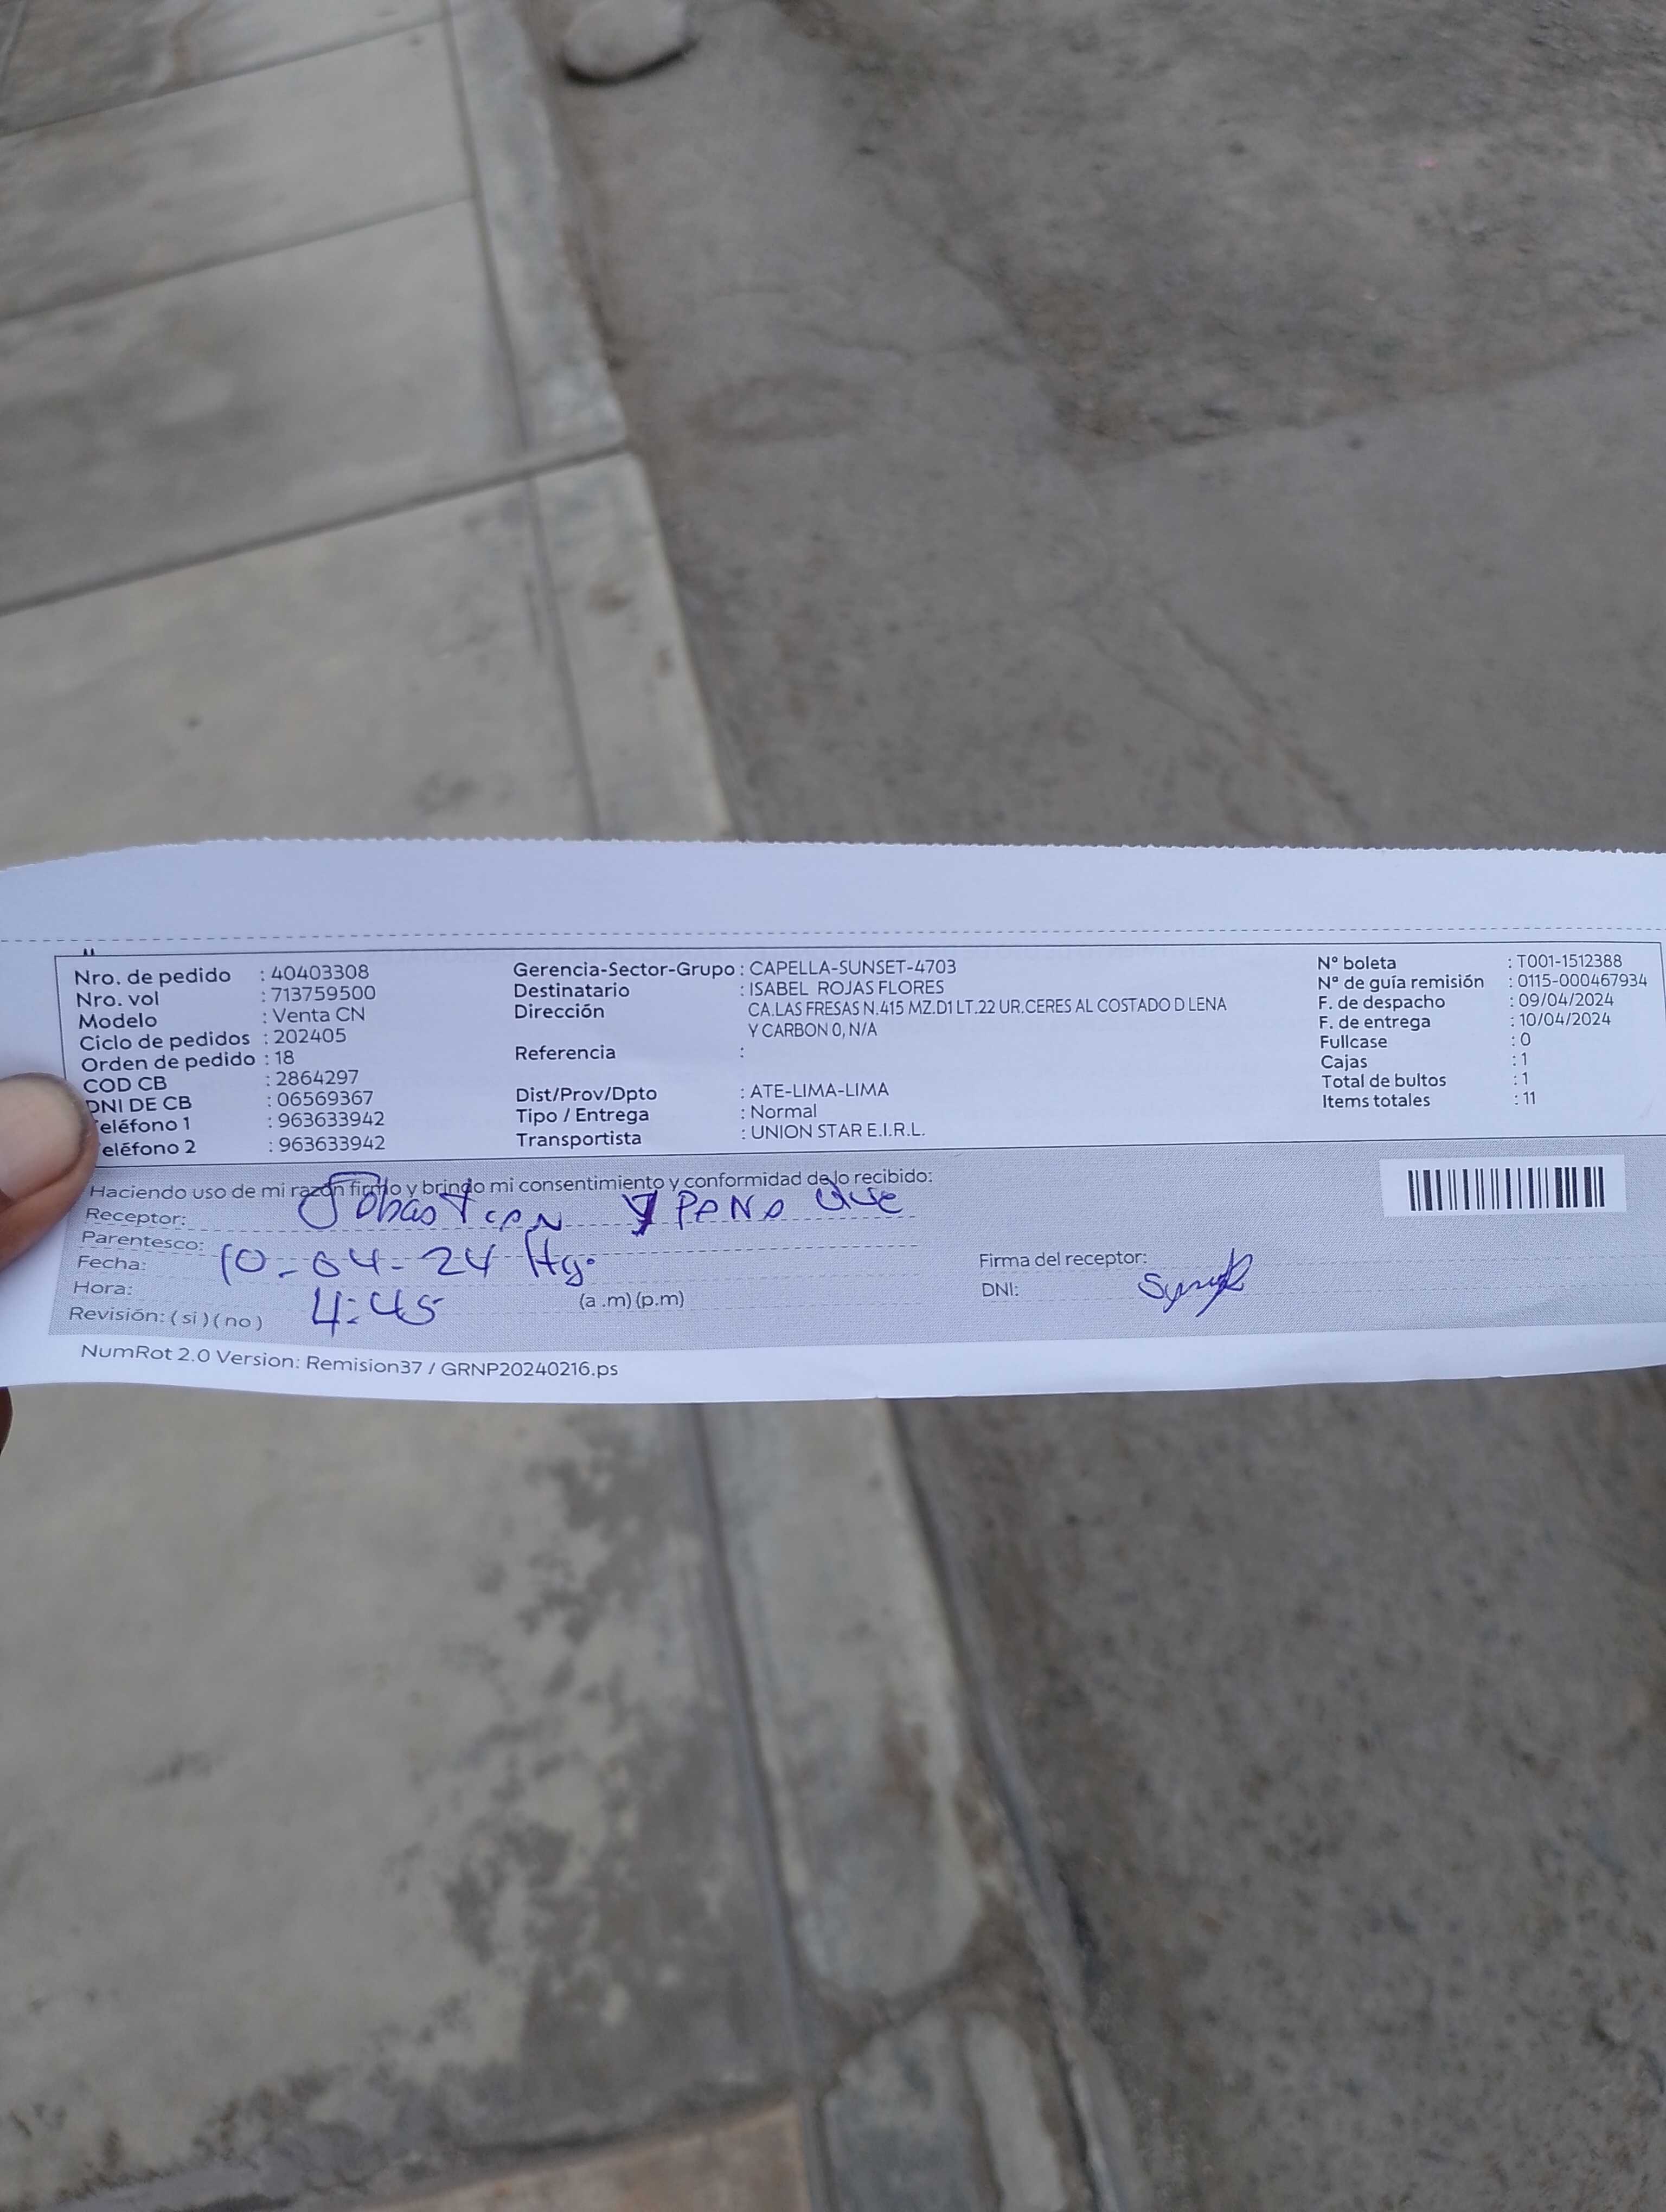 Nro. de pedido : 40403308
Nro. vol : 713759500
Modelo : Venta CN
Ciclo de pedidos : 202405
Orden de pedido : 18
COD CB : 2864297
DNI DE CB : 06569367
eléfono 1 : 963633942
eléfono 2 : 963633942
Gerencia-Sector-Grupo : CAPELLA-SUNSET-4703
Destinatario : ISABEL ROJAS FLORES
Dirección CA.LAS FRESAS N.415 MZ.D1 LT.22 UR.CERES AL COSTADO D LENA
Y CARBON 0, N/A
Referencia :
Dist/Prov/Dpto : ATE-LIMA-LIMA
Tipo / Entrega : Normal
Transportista : UNION STAR E.I.R.L.
N° boleta : T001-1512388
N° de guía remisión : 0115-000467934
F. de despacho : 09/04/2024
F. de entrega : 10/04/2024
Fullcase : 0
Cajas : 1
Total de bultos : 1
Items totales : 11
Haciendo uso de mi razón firmo y brindo mi consentimiento y conformidad de lo recibido:
Receptor:
Parentesco:
Fecha: 10-04-24
Hora: 4:45 (a.m) (p.m)
Revisión: ( si ) ( no )
Firma del receptor:
DNI:
NumRot 2.0 Version: Remision37 / GRNP20240216.ps